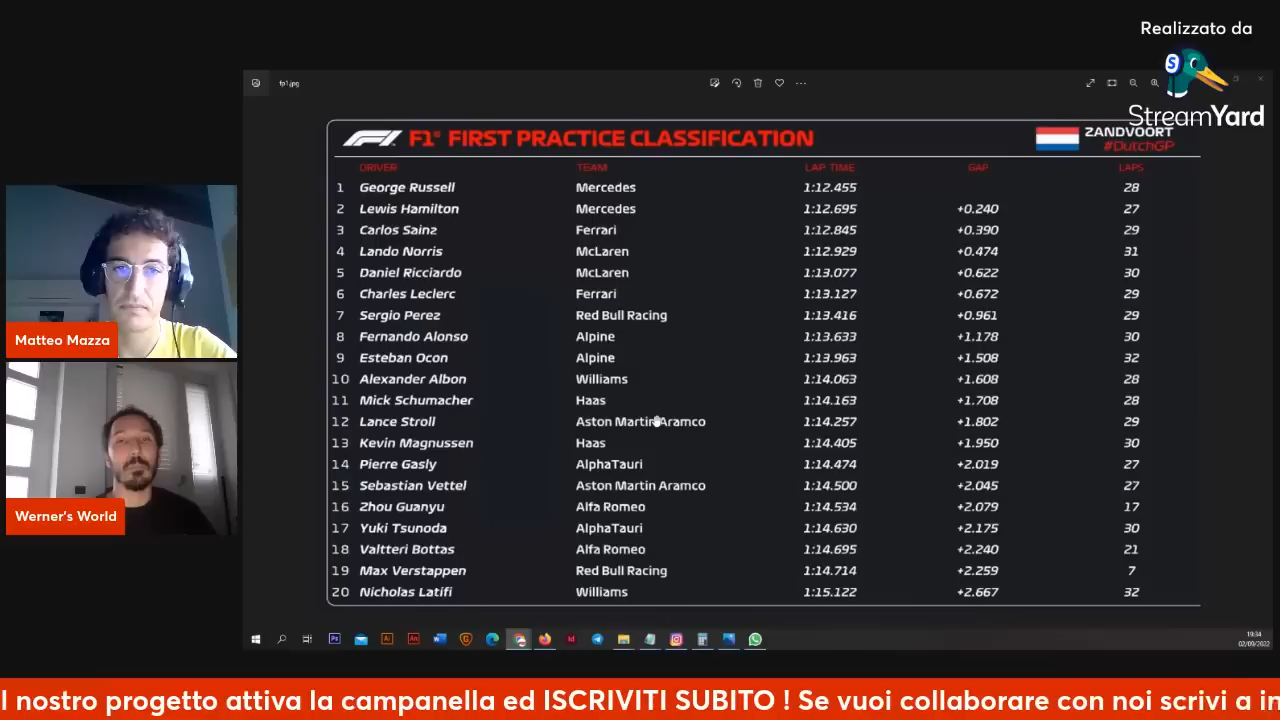 Realizzato da
StreamYard
fp1.jpg
F1 FIRST PRACTICE CLASSIFICATION
ZANDVOORT
#DutchGP
DRIVER TEAM LAP TIME GAP LAPS
1 George Russell Mercedes 1:12.455 28
2 Lewis Hamilton Mercedes 1:12.695 +0.240 27
3 Carlos Sainz Ferrari 1:12.845 +0.390 29
4 Lando Norris McLaren 1:12.929 +0.474 31
5 Daniel Ricciardo McLaren 1:13.077 +0.622 30
6 Charles Leclerc Ferrari 1:13.127 +0.672 29
7 Sergio Perez Red Bull Racing 1:13.416 +0.961 29
8 Fernando Alonso Alpine 1:13.633 +1.178 30
9 Esteban Ocon Alpine 1:13.963 +1.508 32
10 Alexander Albon Williams 1:14.063 +1.608 28
11 Mick Schumacher Haas 1:14.163 +1.708 28
12 Lance Stroll Aston Martin Aramco 1:14.257 +1.802 29
13 Kevin Magnussen Haas 1:14.405 +1.950 30
14 Pierre Gasly AlphaTauri 1:14.474 +2.019 27
15 Sebastian Vettel Aston Martin Aramco 1:14.500 +2.045 27
16 Zhou Guanyu Alfa Romeo 1:14.534 +2.079 17
17 Yuki Tsunoda AlphaTauri 1:14.630 +2.175 30
18 Valtteri Bottas Alfa Romeo 1:14.695 +2.240 21
19 Max Verstappen Red Bull Racing 1:14.714 +2.259 7
20 Nicholas Latifi Williams 1:15.122 +2.667 32
Matteo Mazza
Werner's World
19:34
02/09/2022
l nostro progetto attiva la campanella ed ISCRIVITI SUBITO ! Se vuoi collaborare con noi scrivi a in